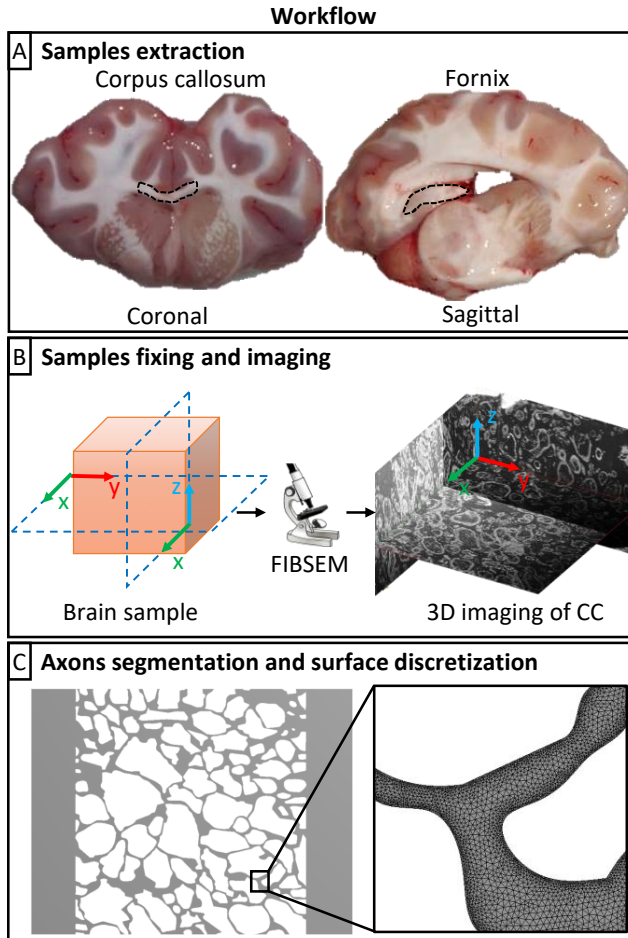 Workflow
A Samples extraction
Corpus callosum
Fornix
Coronal
Sagittal
B Samples fixing and imaging
z
x
y
z
x
z
x
y
FIBSEM
Brain sample
3D imaging of CC
C Axons segmentation and surface discretization